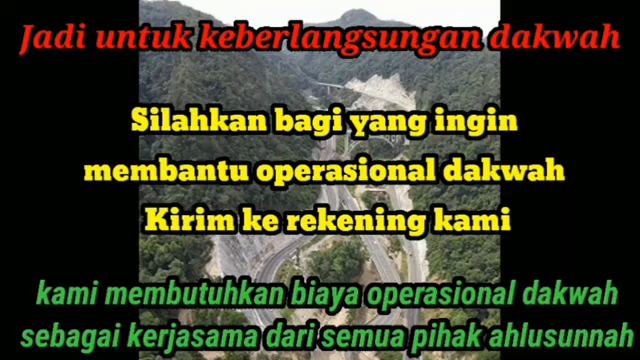 Jadi untuk keberlangsungan dakwah
Silahkan bagi yang ingin
membantu operasional dakwah
Kirim ke rekening kami
kami membutuhkan biaya operasional dakwah
sebagai kerjasama dari semua pihak ahlusunnah